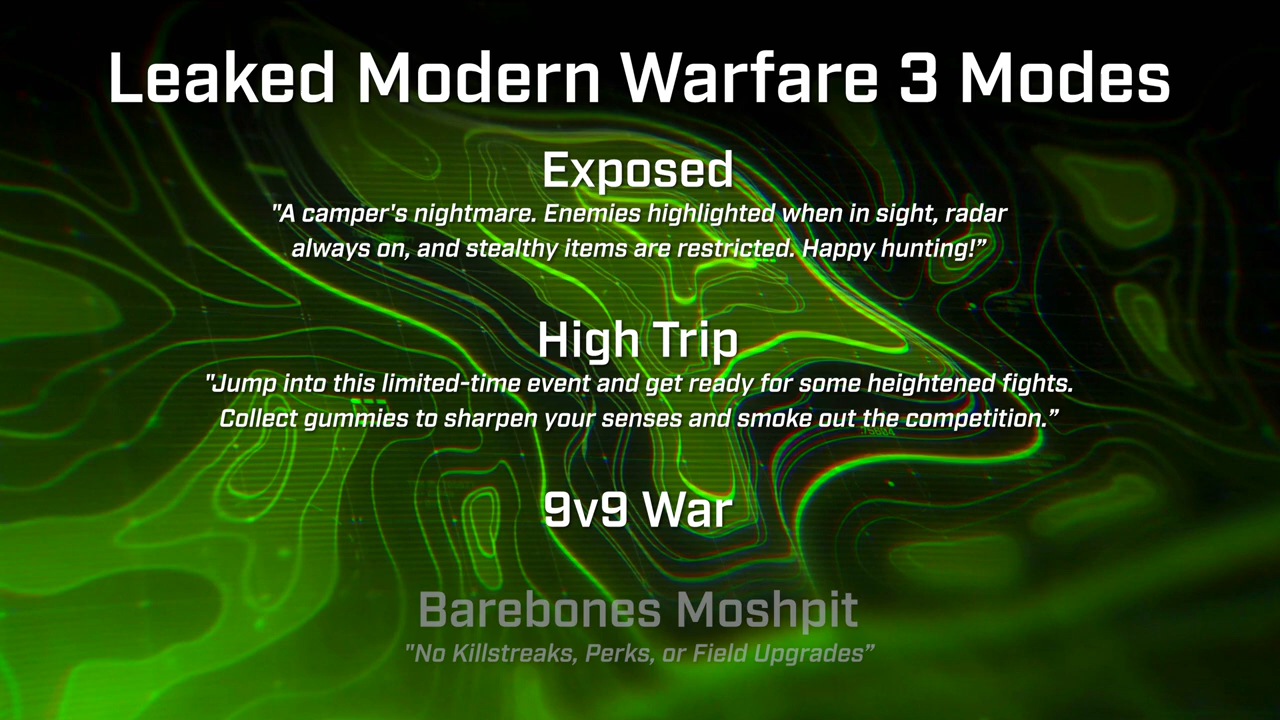 Leaked Modern Warfare 3 Modes
Exposed
"A camper's nightmare. Enemies highlighted when in sight, radar
always on, and stealthy items are restricted. Happy hunting!”
High Trip
"Jump into this limited-time event and get ready for some heightened fights.
Collect gummies to sharpen your senses and smoke out the competition.”
9v9 War
Barebones Moshpit
"No Killstreaks, Perks, or Field Upgrades”